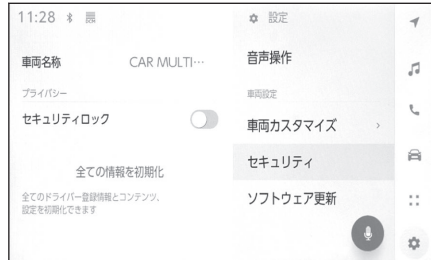 11:28
車両名称 CAR MULTI…
プライバシー
セキュリティロック
全ての情報を初期化
全てのドライバー登録情報とコンテンツ、
設定を初期化できます
設定
音声操作
車両設定
車両カスタマイズ
セキュリティ
ソフトウェア更新